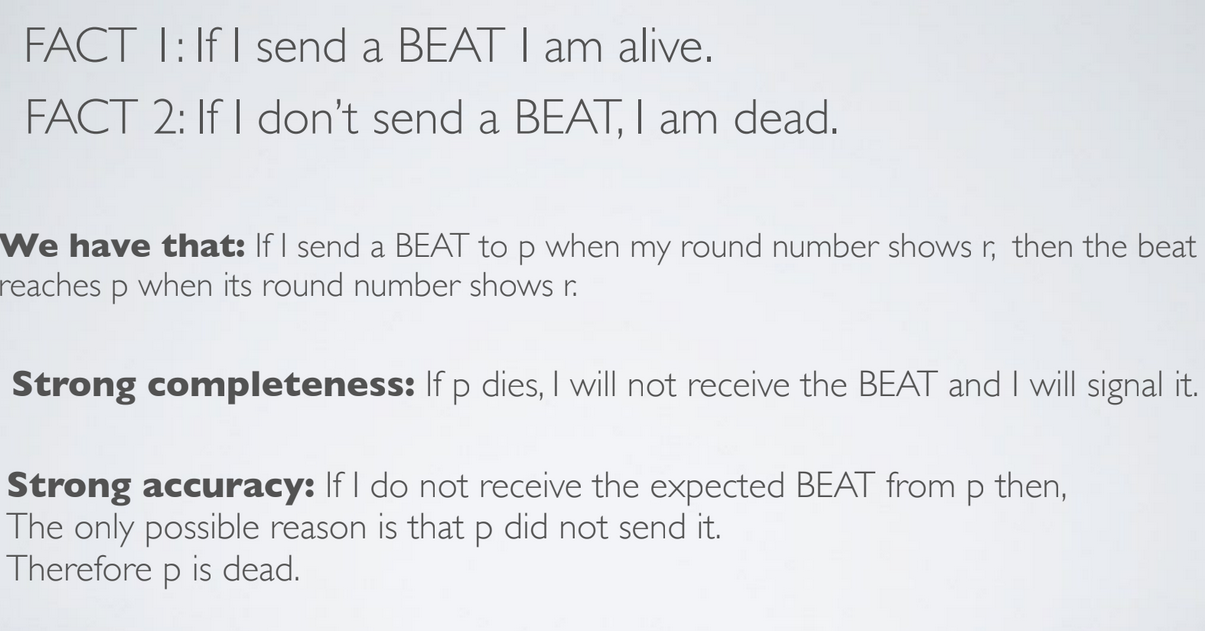 FACT 1: If I send a BEAT I am alive.
FACT 2: If I don’t send a BEAT, I am dead.
We have that: If I send a BEAT to p when my round number shows r, then the beat
reaches p when its round number shows r.
Strong completeness: If p dies, I will not receive the BEAT and I will signal it.
Strong accuracy: If I do not receive the expected BEAT from p then,
The only possible reason is that p did not send it.
Therefore p is dead.